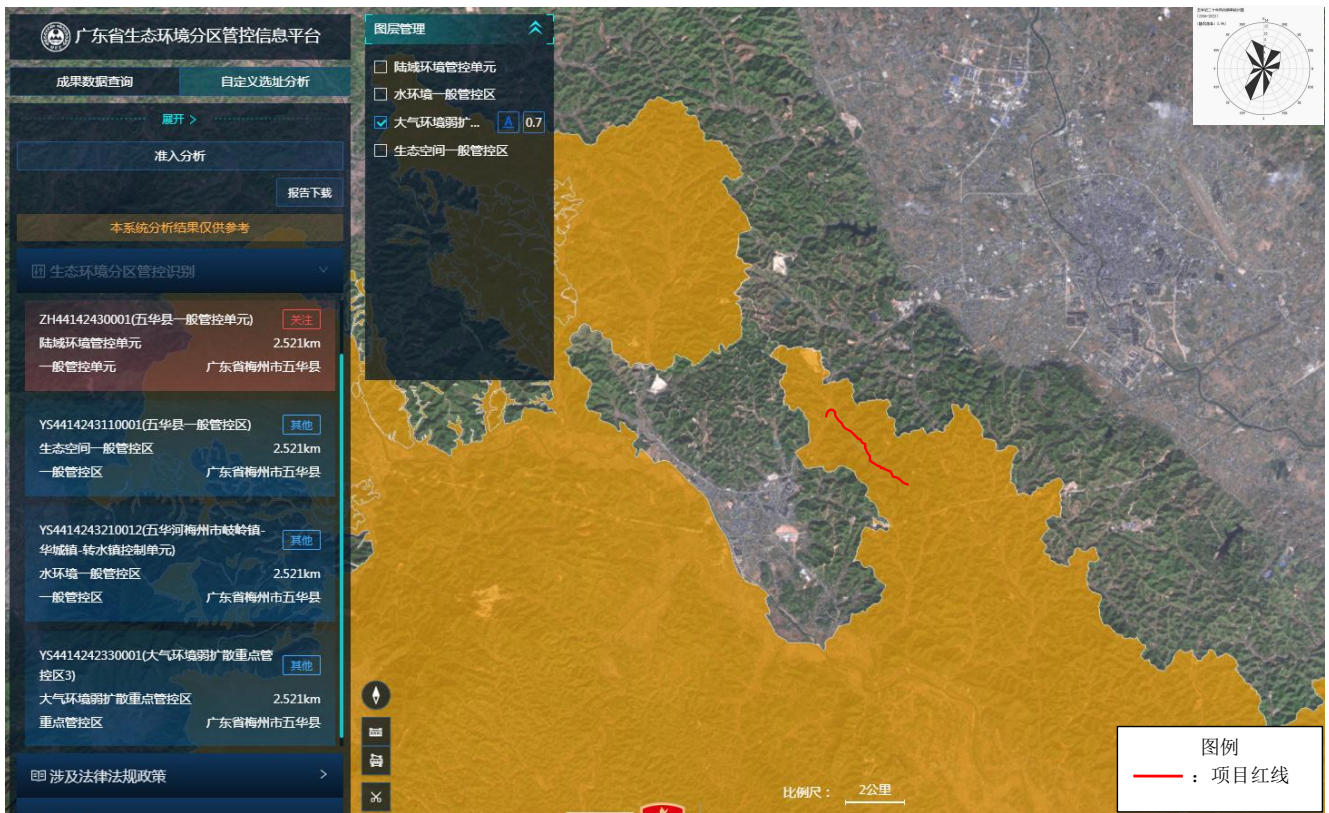 广东省生态环境分区管控信息平台
成果数据查询
自定义选址分析
展开 >
准入分析
报告下载
本系统分析结果仅供参考
生态环境分区管控识别
ZH44142430001(五华县一般管控单元)
关注
陆域环境管控单元
2.521km
一般管控单元
广东省梅州市五华县
YS4414243110001(五华县一般管控区)
其他
生态空间一般管控区
2.521km
一般管控区
广东省梅州市五华县
YS4414243210012(五华河梅州市岐岭镇-
华城镇-转水镇控制单元)
其他
水环境一般管控区
2.521km
一般管控区
广东省梅州市五华县
YS4414242330001(大气环境弱扩散重点管
控区3)
其他
大气环境弱扩散重点管控区
2.521km
重点管控区
广东省梅州市五华县
涉及法律法规政策
图层管理
陆域环境管控单元
水环境一般管控区
大气环境弱扩...
A
0.7
生态空间一般管控区
比例尺：
2公里
图例
：项目红线